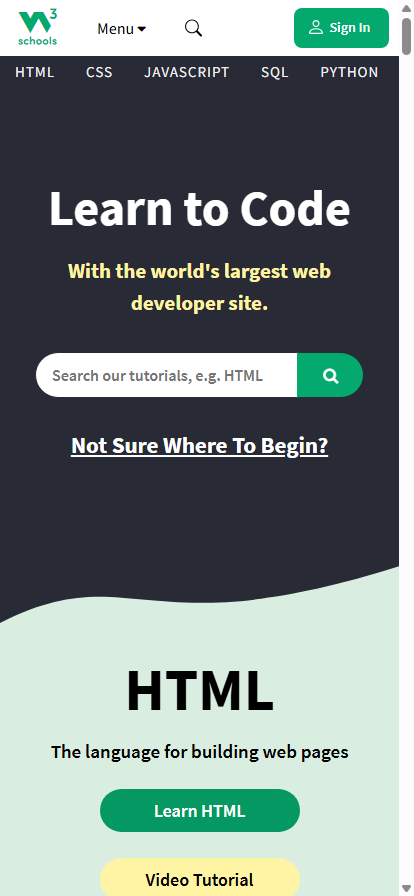 3
schools
Menu
Sign In
HTML CSS JAVASCRIPT SQL PYTHON
Learn to Code
With the world's largest web
developer site.
Search our tutorials, e.g. HTML
Not Sure Where To Begin?
HTML
The language for building web pages
Learn HTML
Video Tutorial